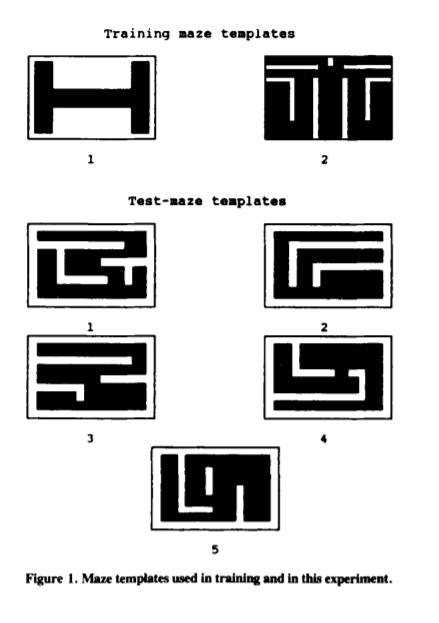 Training maze templates
1 2
Test-maze templates
1 2
3 4
5
Figure 1. Maze templates used in training and in this experiment.